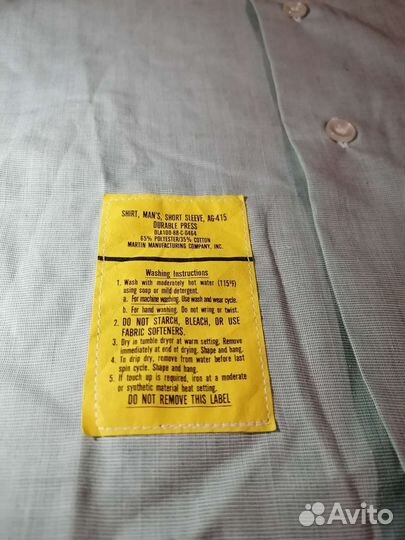 SHIRT, MAN'S, SHORT SLEEVE, AG-415
DURABLE PRESS
DLA100-88-C-0464
65% POLYESTER/35% COTTON
MARTIN MANUFACTURING COMPANY, INC.
Washing Instructions
1. Wash with moderately hot water (115°F)
using soap or mild detergent.
a. For machine washing. Use wash and wear cycle.
b. For hand washing. Do not wring or twist.
2. DO NOT STARCH, BLEACH, OR USE
FABRIC SOFTENERS.
3. Dry in tumble dryer at warm setting. Remove
immediately at end of drying. Shape and hang.
4. To drip dry, remove from water before last
spin cycle. Shape and hang.
5. If touch up is required, iron at a moderate
or synthetic material heat setting.
DO NOT REMOVE THIS LABEL
Avito